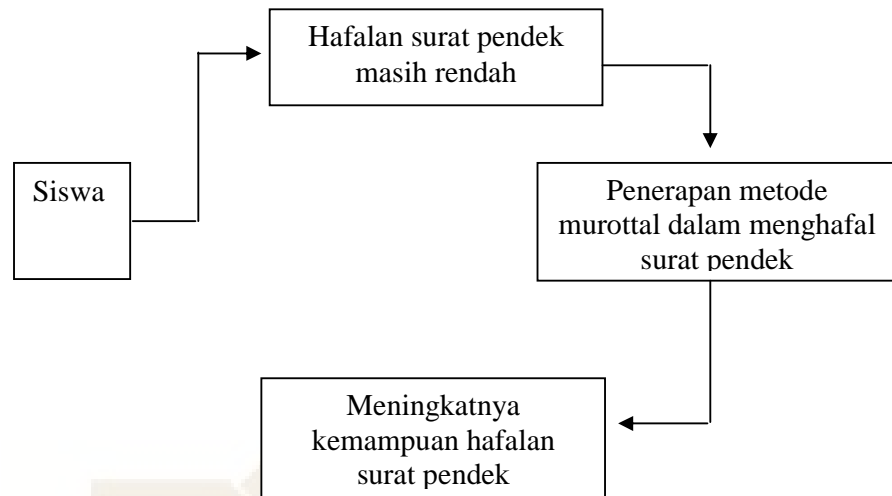 Hafalan surat pendek
masih rendah
Siswa
Penerapan metode
murottal dalam menghafal
surat pendek
Meningkatnya
kemampuan hafalan
surat pendek